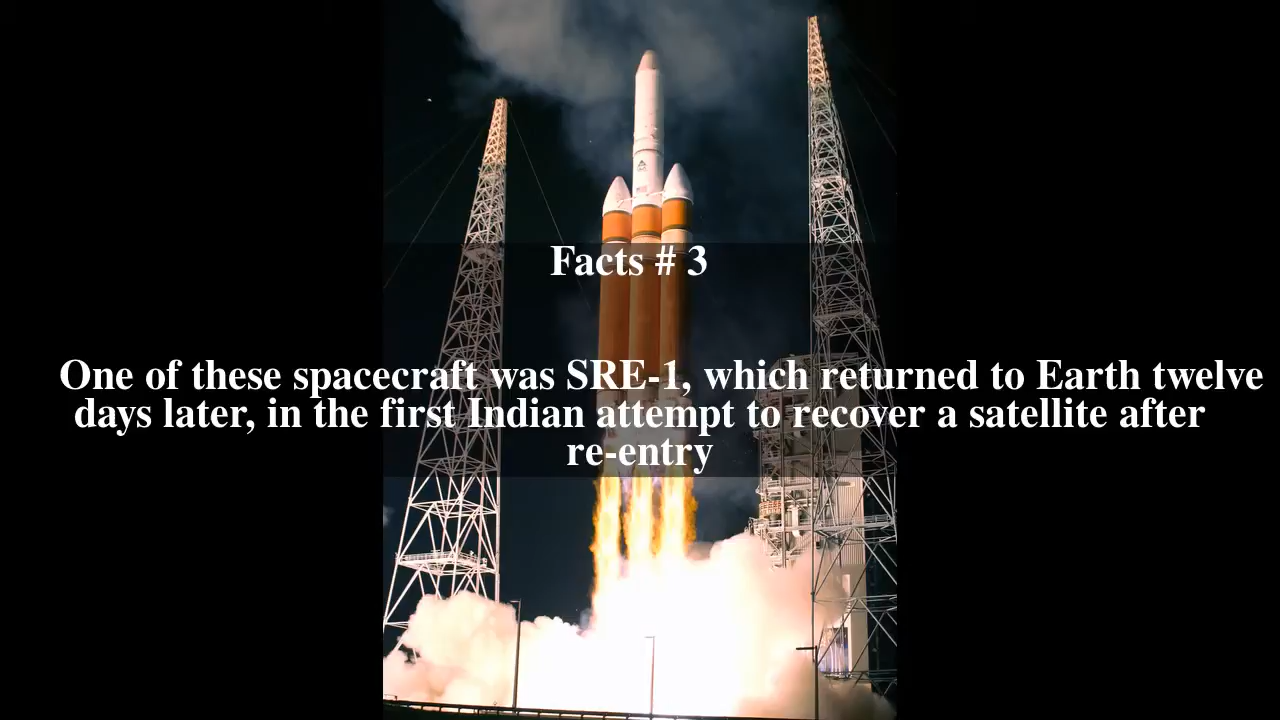 Facts # 3
One of these spacecraft was SRE-1, which returned to Earth twelve
days later, in the first Indian attempt to recover a satellite after
re-entry